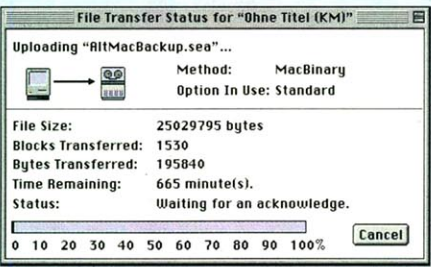 File Transfer Status for “Ohne Titel (KM)”
Uploading “AltMacBackup.sea”...
Method: MacBinary
Option In Use: Standard
File Size: 25029795 bytes
Blocks Transferred: 1530
Bytes Transferred: 195840
Time Remaining: 665 minute(s).
Status: Waiting for an acknowledge.
0 10 20 30 40 50 60 70 80 90 100%
Cancel